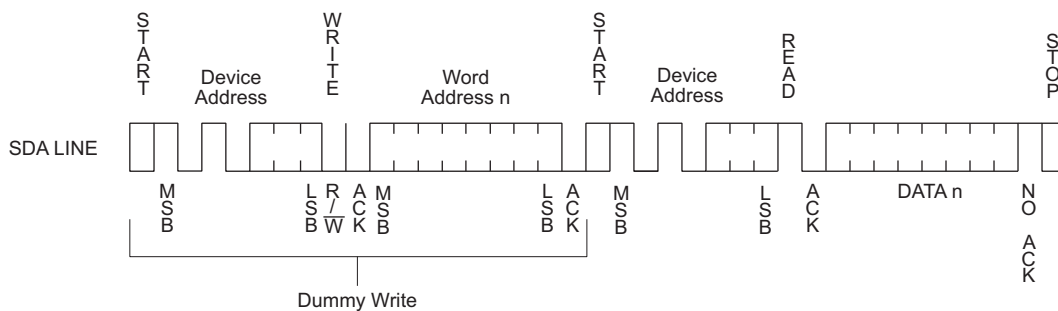 START
WRITE
START
READ
STOP
Device
Address
Word
Address n
Device
Address
SDA LINE
MSB
LSB
R/W
ACK
MSB
LSB
ACK
MSB
LSB
ACK
DATA n
NO ACK
Dummy Write